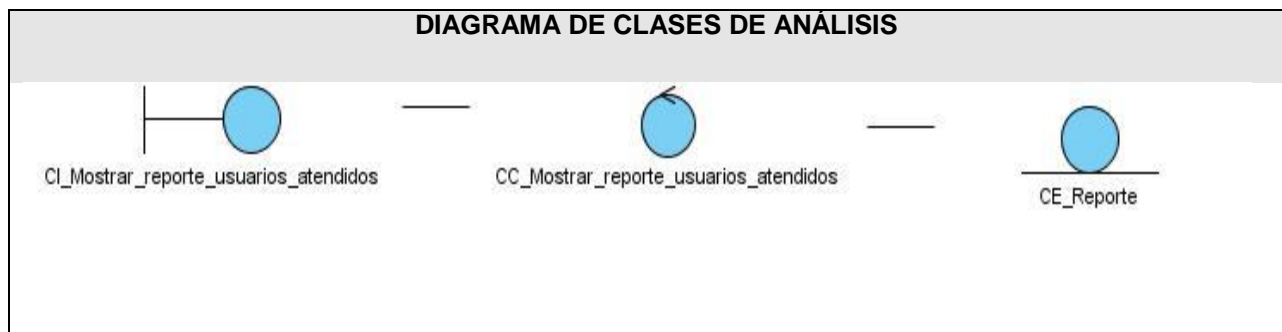 DIAGRAMA DE CLASES DE ANÁLISIS
CI_Mostrar_reporte_usuarios_atendidos
CC_Mostrar_reporte_usuarios_atendidos
CE_Reporte